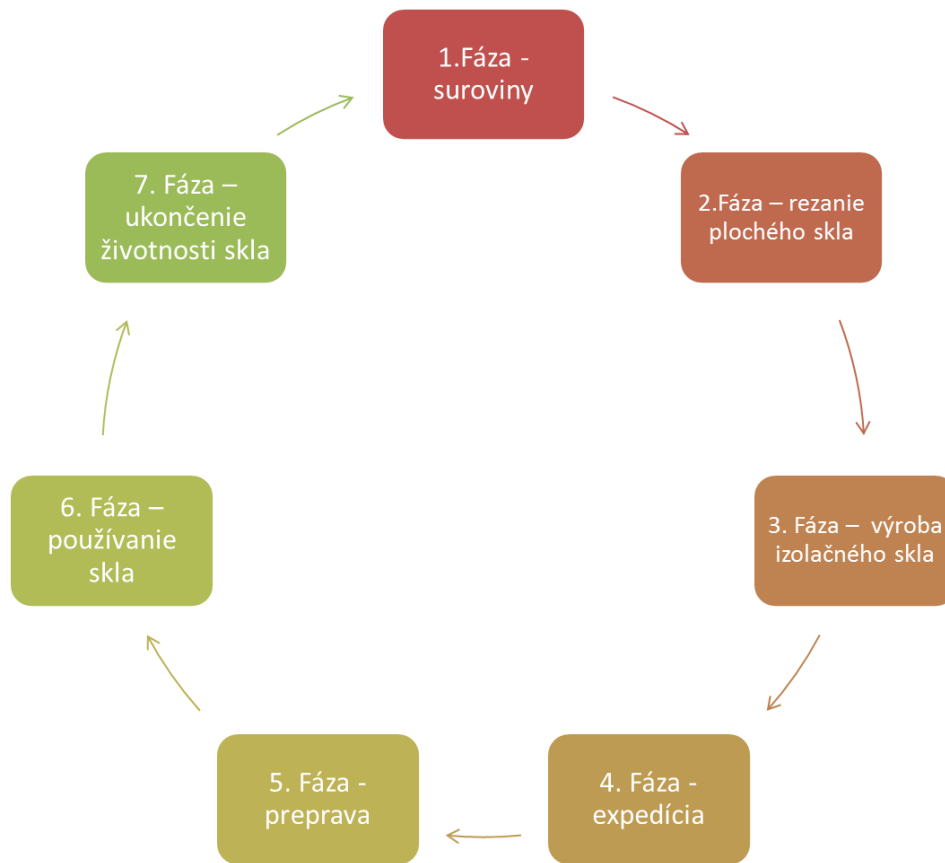 1.Fáza -
suroviny
2.Fáza – rezanie
plochého skla
3. Fáza –  výroba
izolačného skla
4. Fáza -
expedícia
5. Fáza -
preprava
6. Fáza –
používanie
skla
7. Fáza –
ukončenie
životnosti skla